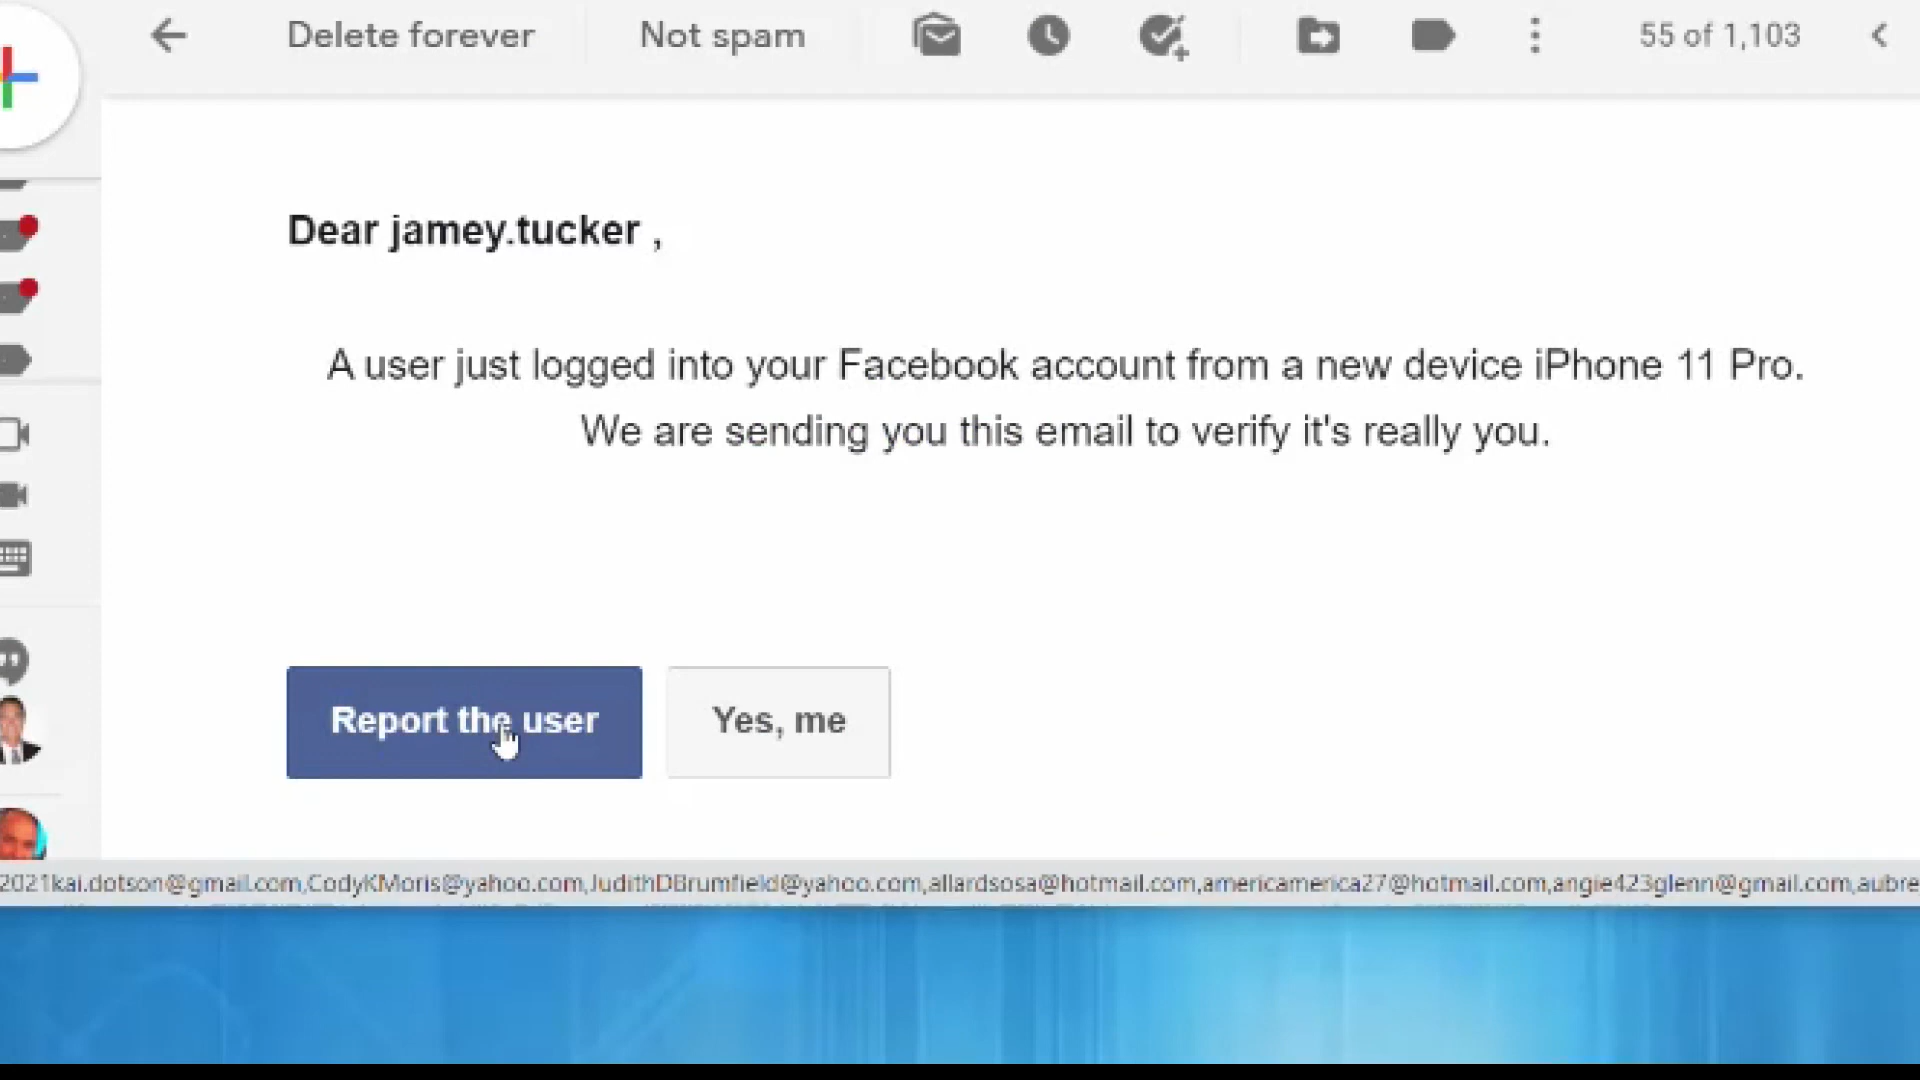 Delete forever Not spam 55 of 1,103
Dear jamey.tucker ,
A user just logged into your Facebook account from a new device iPhone 11 Pro.
We are sending you this email to verify it's really you.
Report the user Yes, me
2021kai.dotson@gmail.com,CodyKMoris@yahoo.com,JudithDBrumfield@yahoo.com,allardsosa@hotmail.com,americamerica27@hotmail.com,angie423glenn@gmail.com,aubre